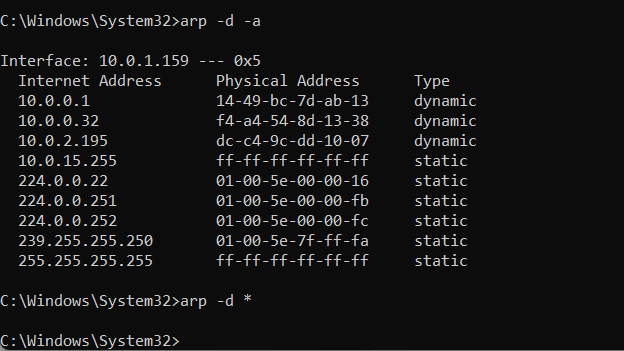 C:\Windows\System32>arp -d -a
Interface: 10.0.1.159 --- 0x5
Internet Address Physical Address Type
10.0.0.1 14-49-bc-7d-ab-13 dynamic
10.0.0.32 f4-a4-54-8d-13-38 dynamic
10.0.2.195 dc-c4-9c-dd-10-07 dynamic
10.0.15.255 ff-ff-ff-ff-ff-ff static
224.0.0.22 01-00-5e-00-00-16 static
224.0.0.251 01-00-5e-00-00-fb static
224.0.0.252 01-00-5e-00-00-fc static
239.255.255.250 01-00-5e-7f-ff-fa static
255.255.255.255 ff-ff-ff-ff-ff-ff static
C:\Windows\System32>arp -d *
C:\Windows\System32>